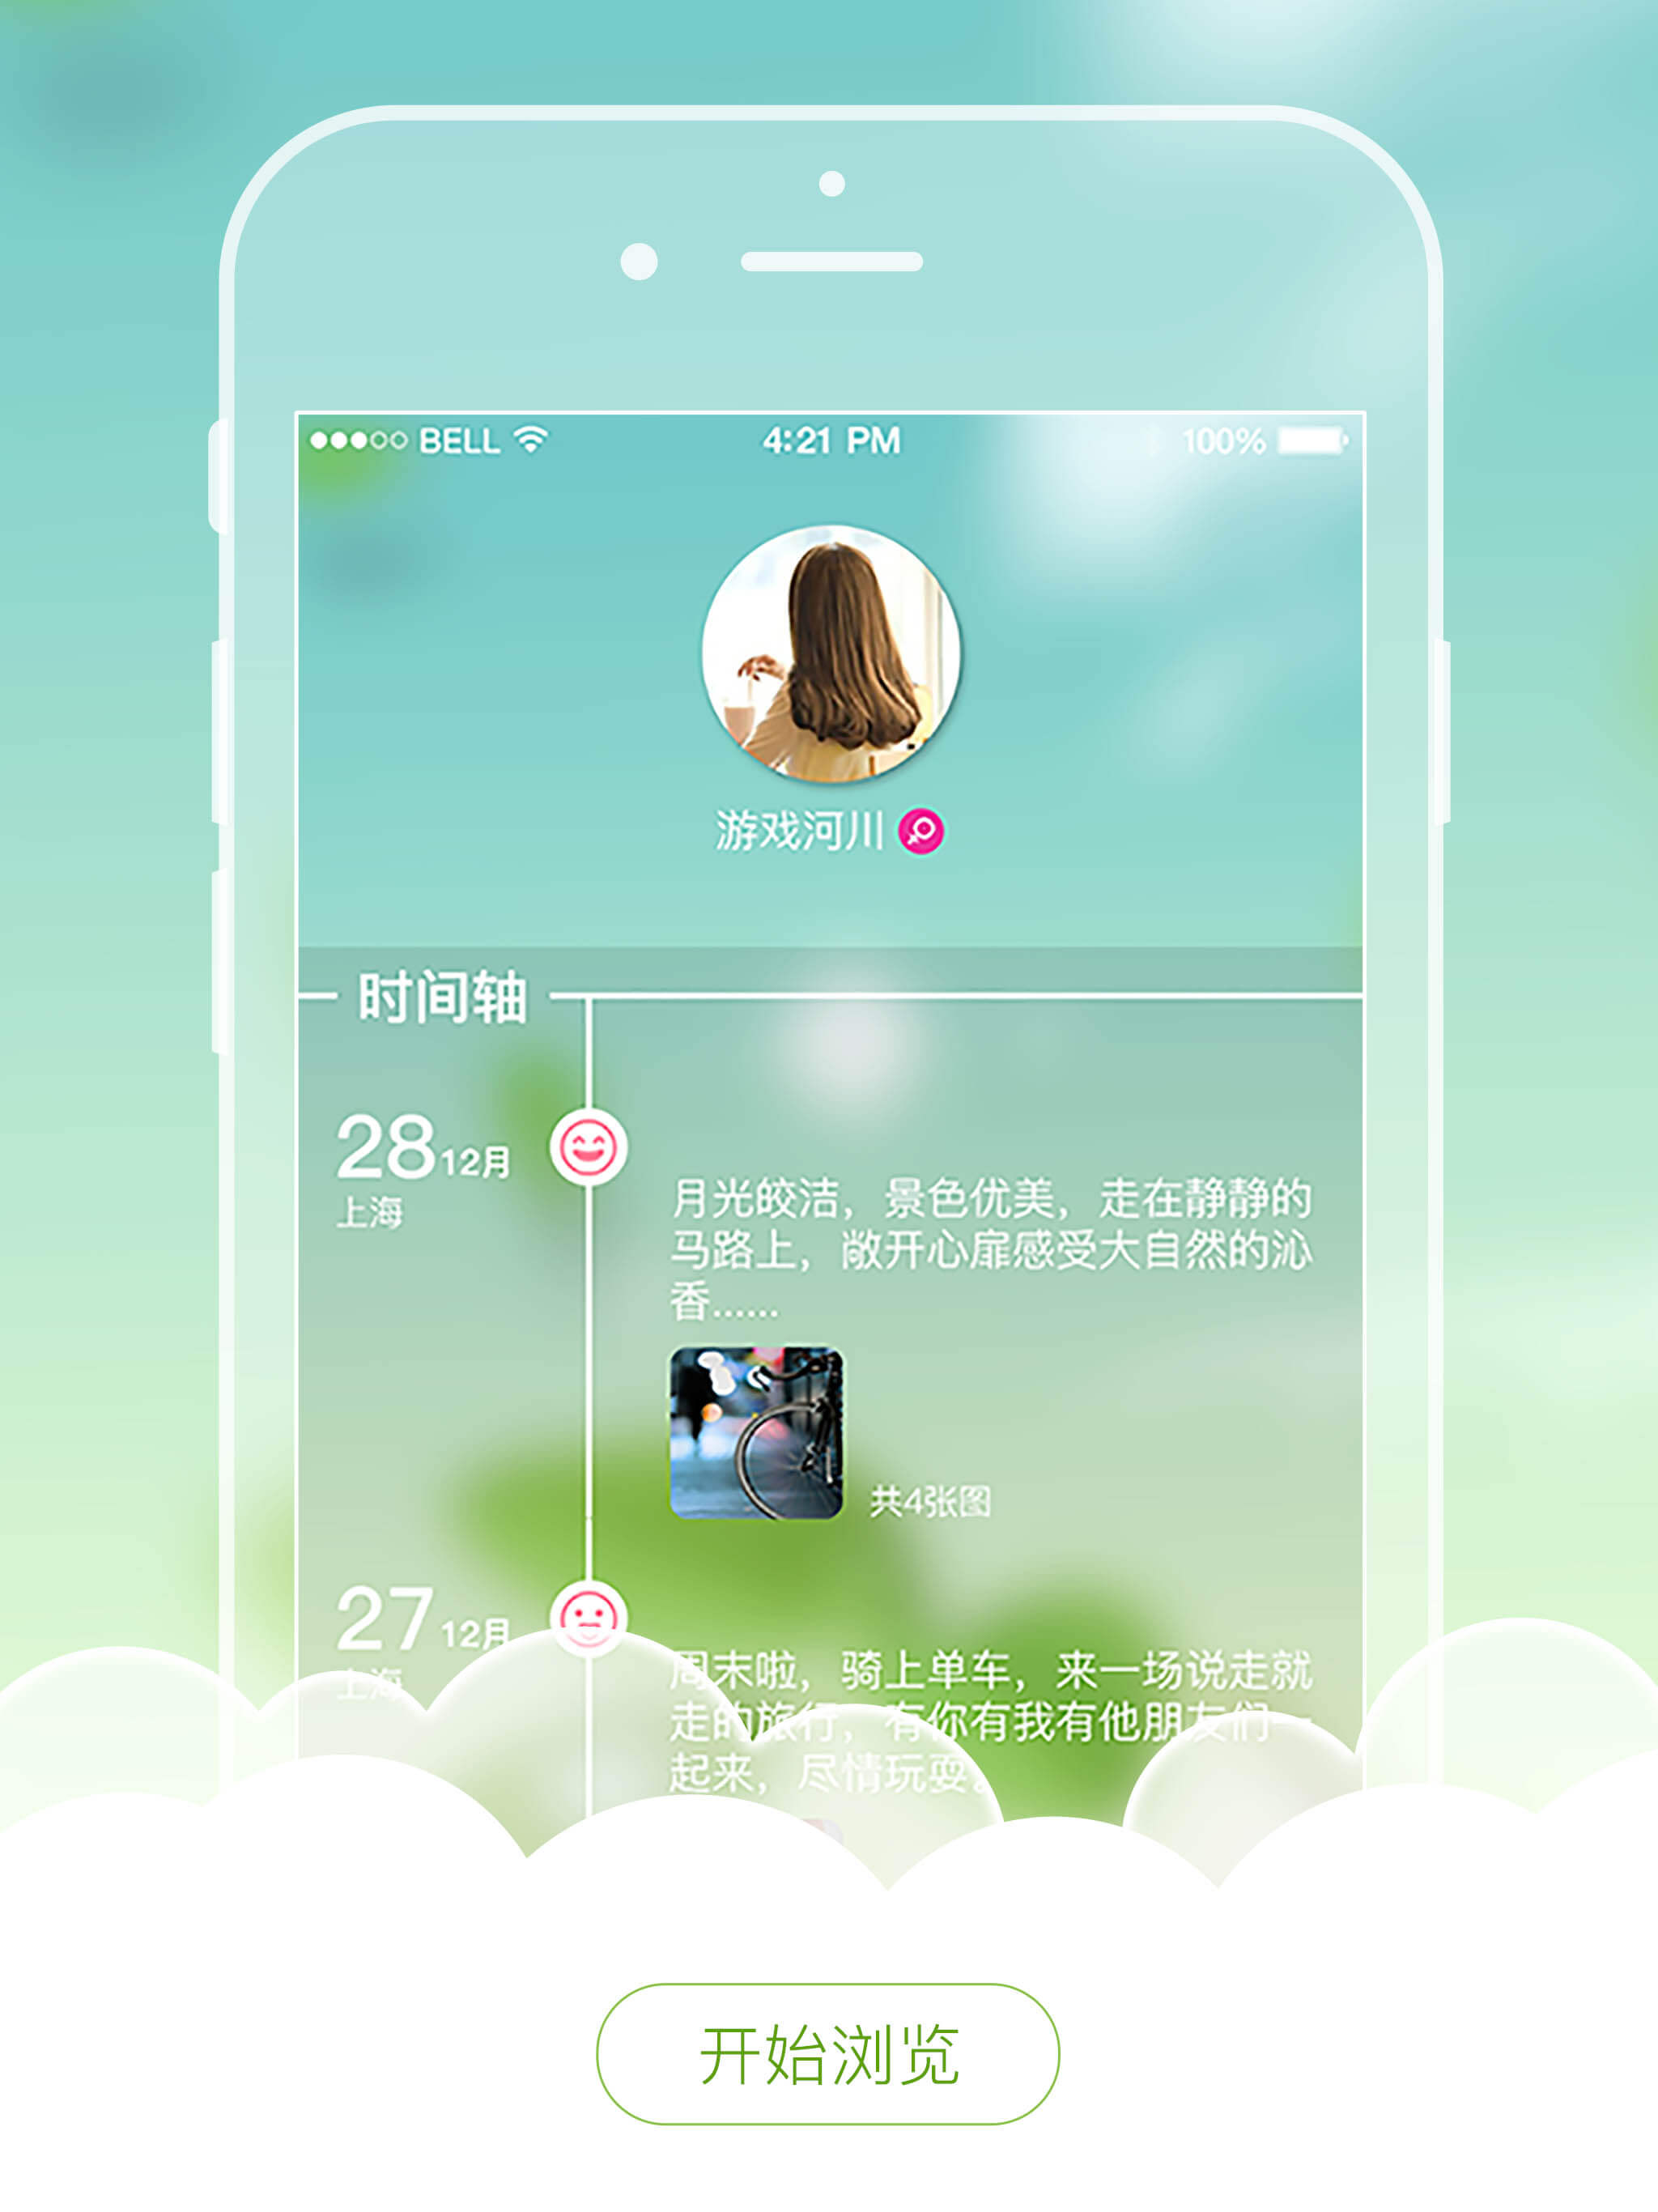 BELL 4:21 PM 100%
游戏河川
时间轴
28 12月
上海
月光皎洁，景色优美，走在静静的
马路上，敞开心扉感受大自然的沁
香……
共4张图
27 12月
上海
周末啦，骑上单车，来一场说走就
走的旅行，有你有我有他朋友们一
起来，尽情玩耍。
开始浏览